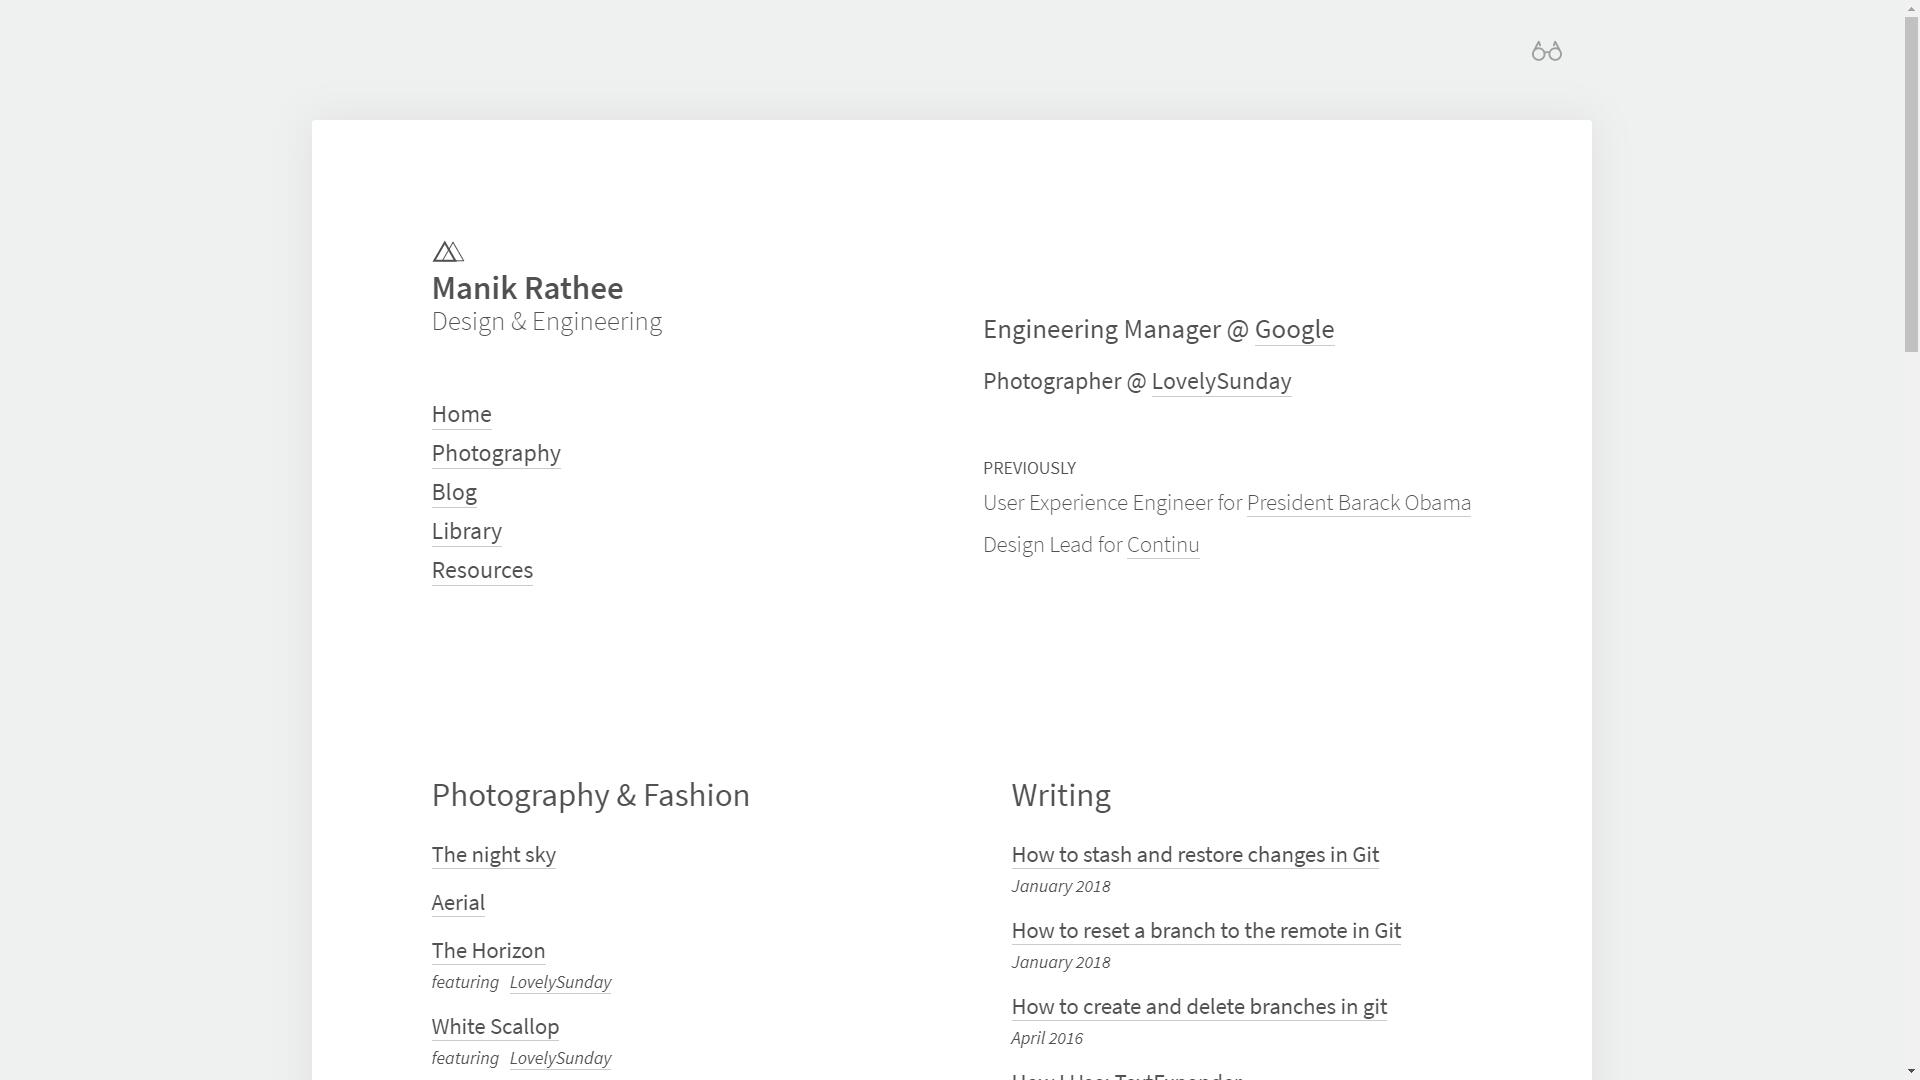 Manik Rathee
Design & Engineering
Home
Photography
Blog
Library
Resources
Engineering Manager @ Google
Photographer @ LovelySunday
PREVIOUSLY
User Experience Engineer for President Barack Obama
Design Lead for Continu
Photography & Fashion
The night sky
Aerial
The Horizon
featuring LovelySunday
White Scallop
featuring LovelySunday
Writing
How to stash and restore changes in Git
January 2018
How to reset a branch to the remote in Git
January 2018
How to create and delete branches in git
April 2016
How I Use: TextExpander